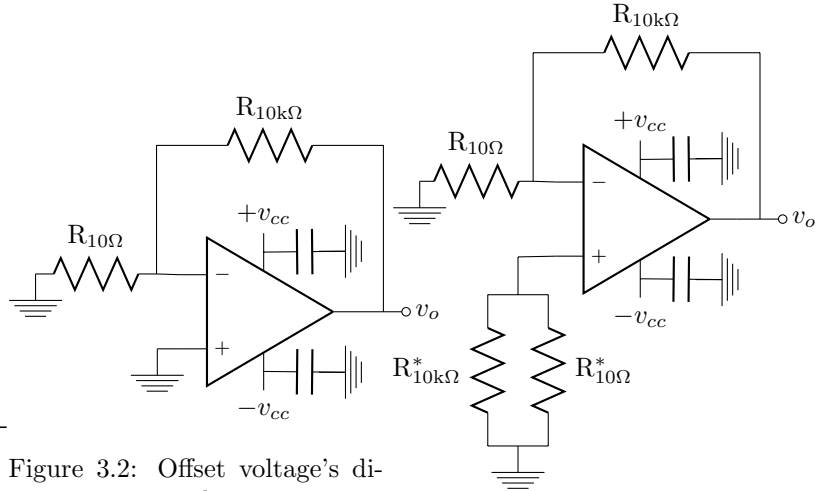 R10kΩ
R10Ω
+vcc
−
+
−vcc
vo
R10kΩ
R10Ω
+vcc
−
+
−vcc
vo
R*10kΩ
R*10Ω
Figure 3.2: Offset voltage's di-